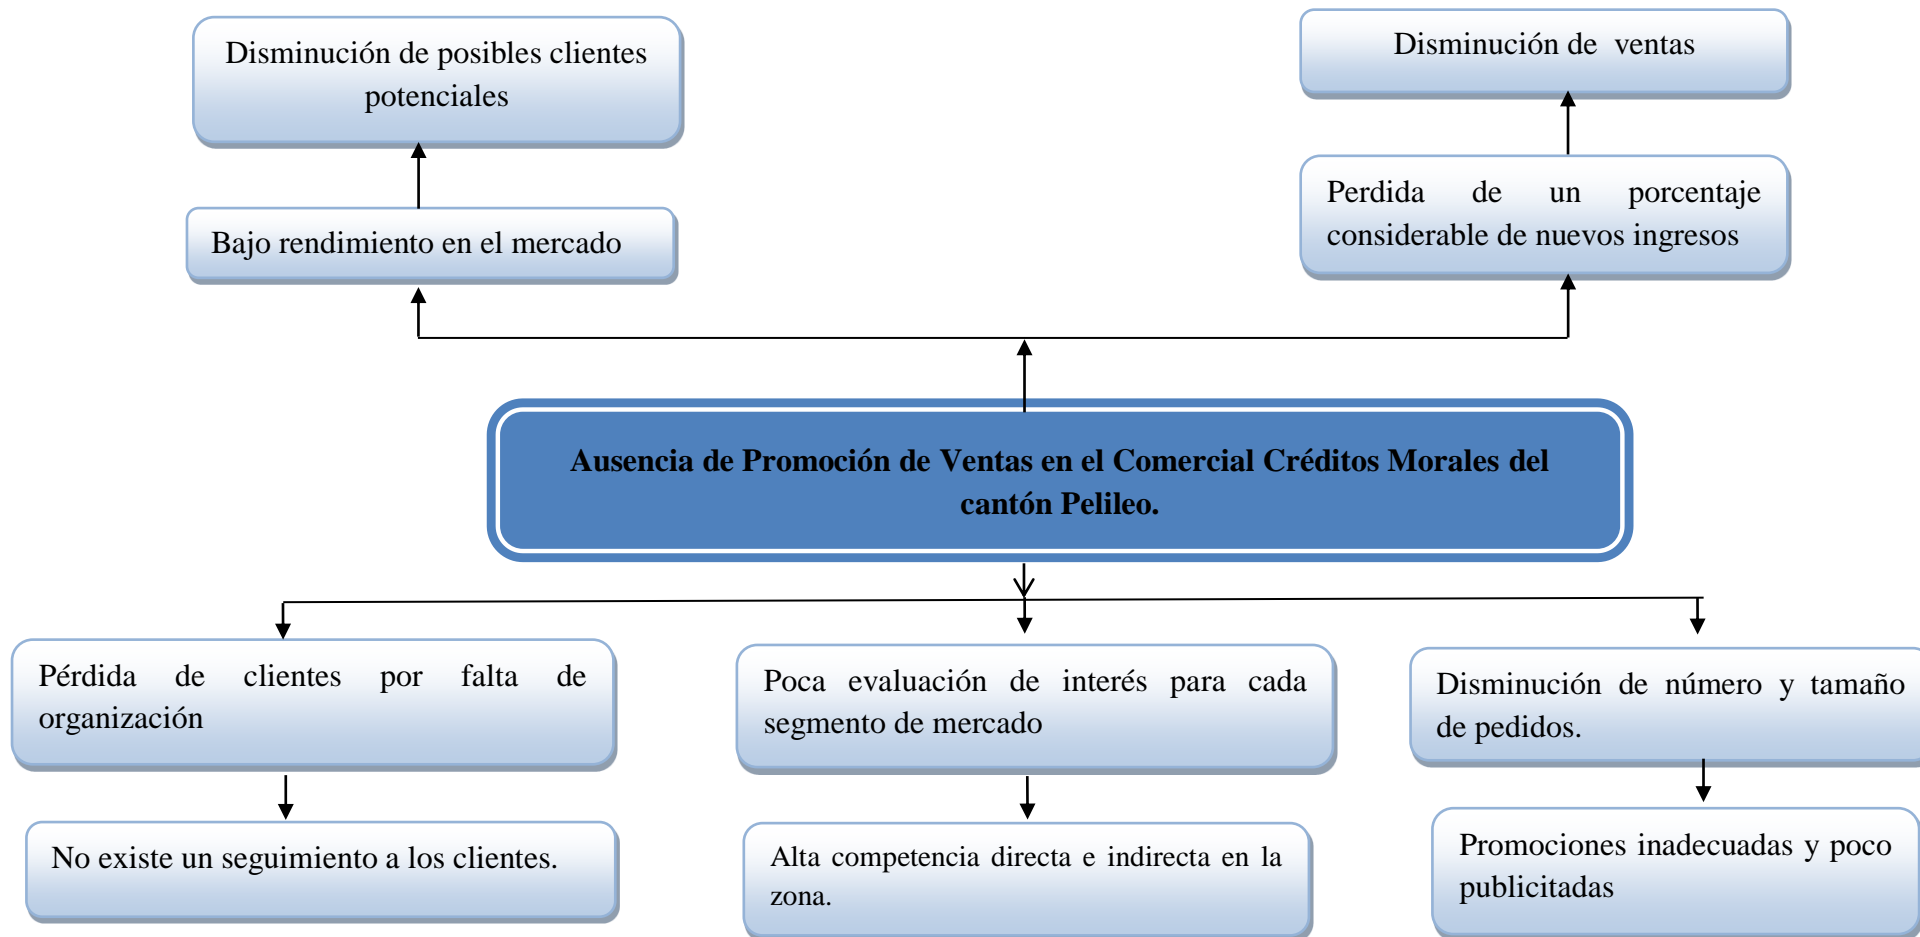 Disminución de posibles clientes
potenciales
Disminución de ventas
Bajo rendimiento en el mercado
Perdida de un porcentaje
considerable de nuevos ingresos
Ausencia de Promoción de Ventas en el Comercial Créditos Morales del
cantón Pelileo.
Pérdida de clientes por falta de
organización
Poca evaluación de interés para cada
segmento de mercado
Disminución de número y tamaño
de pedidos.
No existe un seguimiento a los clientes.
Alta competencia directa e indirecta en la
zona.
Promociones inadecuadas y poco
publicitadas